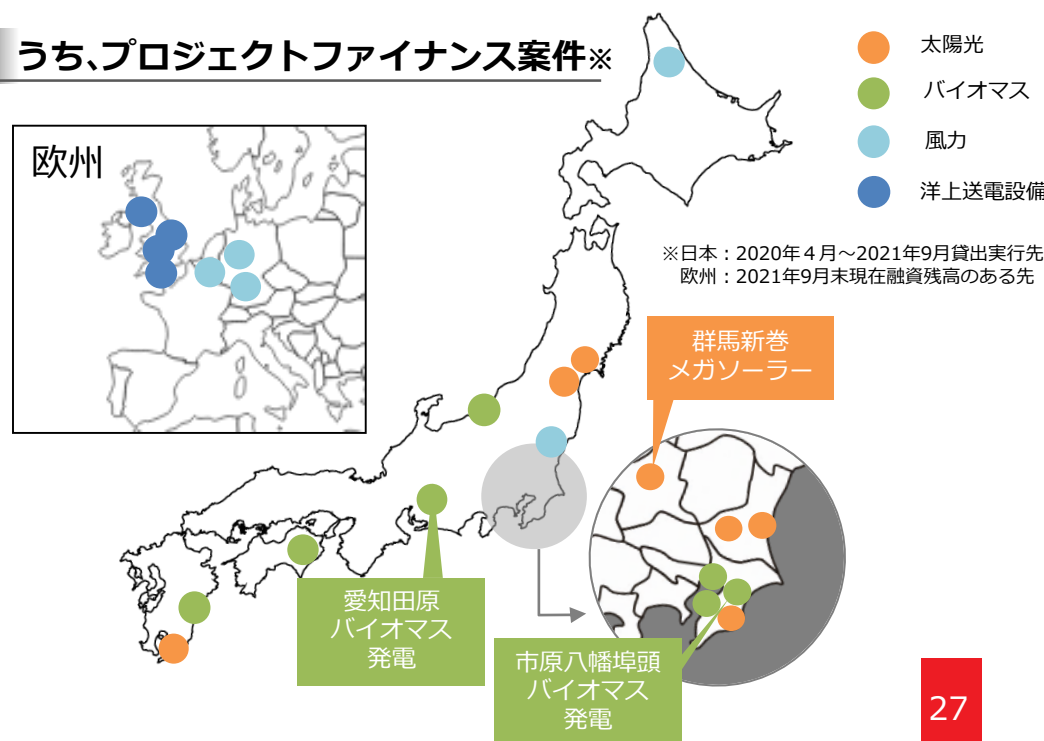 うち、プロジェクトファイナンス案件※
欧州
太陽光
バイオマス
風力
洋上送電設備
※日本：2020年４月～2021年9月貸出実行先
欧州：2021年9月末現在融資残高のある先
群馬新巻
メガソーラー
愛知田原
バイオマス
発電
市原八幡埠頭
バイオマス
発電
27